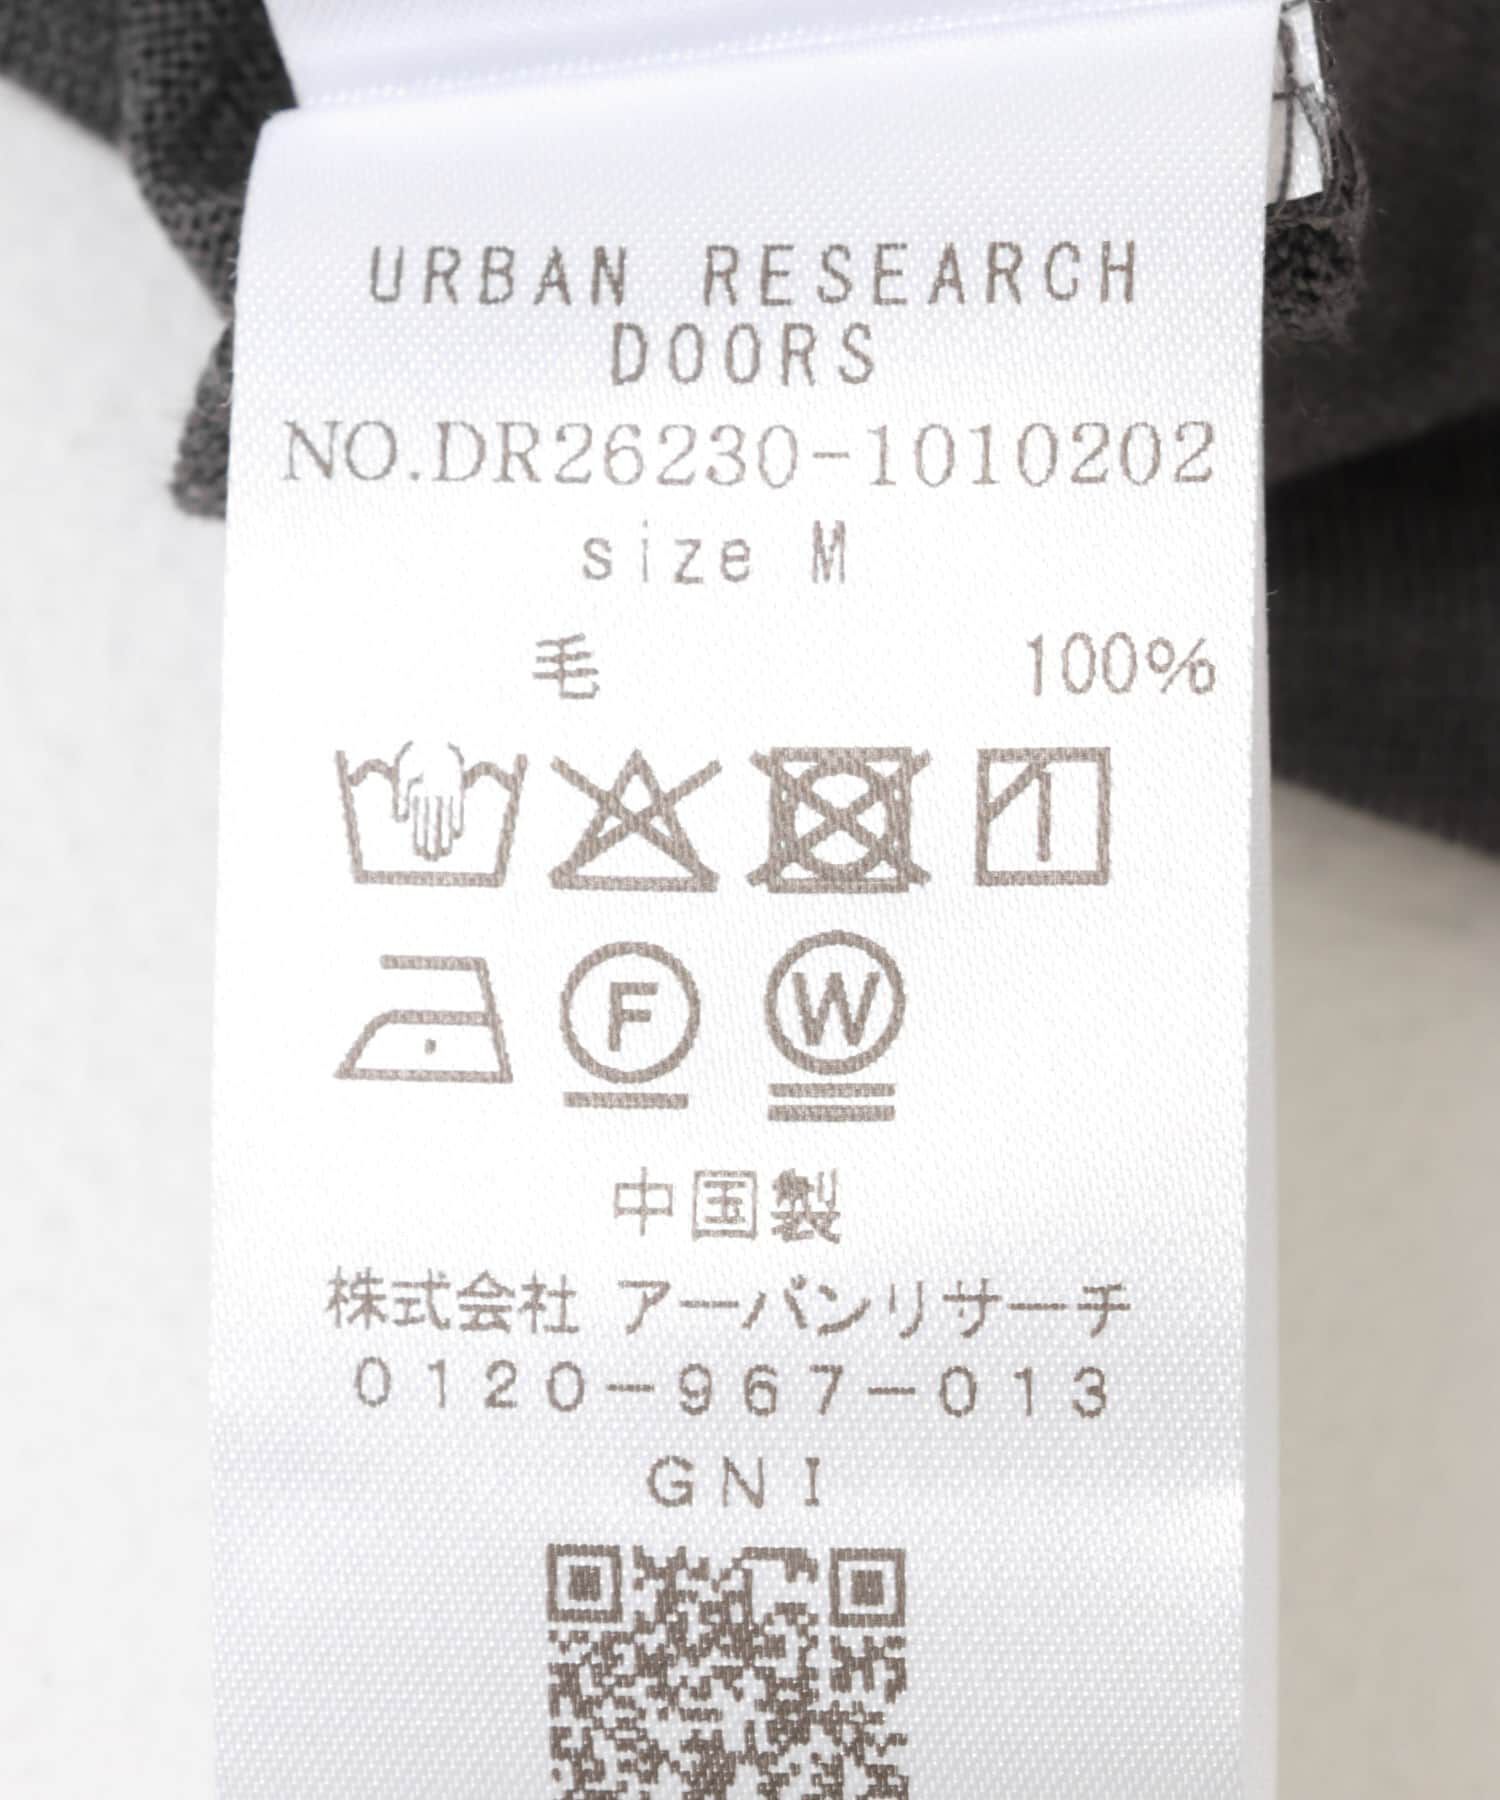 URBAN RESEARCH
DOORS
NO.DR26230-1010202
size M
毛 100%
F W
中国製
株式会社 アーバンリサーチ
0120-967-013
GNI